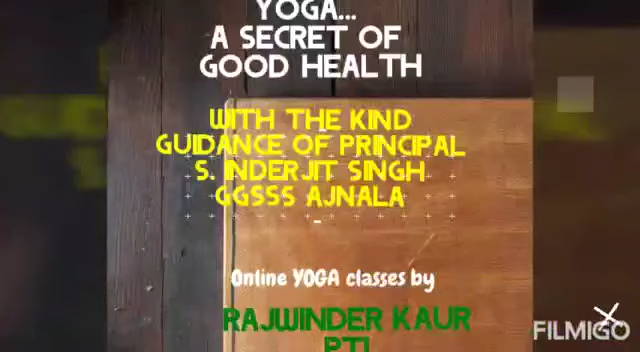 YOGA...
A SECRET OF
GOOD HEALTH
WITH THE KIND
GUIDANCE OF PRINCIPAL
S. INDERJIT SINGH
GGSSS AJNALA
-
Online YOGA classes by
RAJWINDER KAUR
PTI
FILMIGO